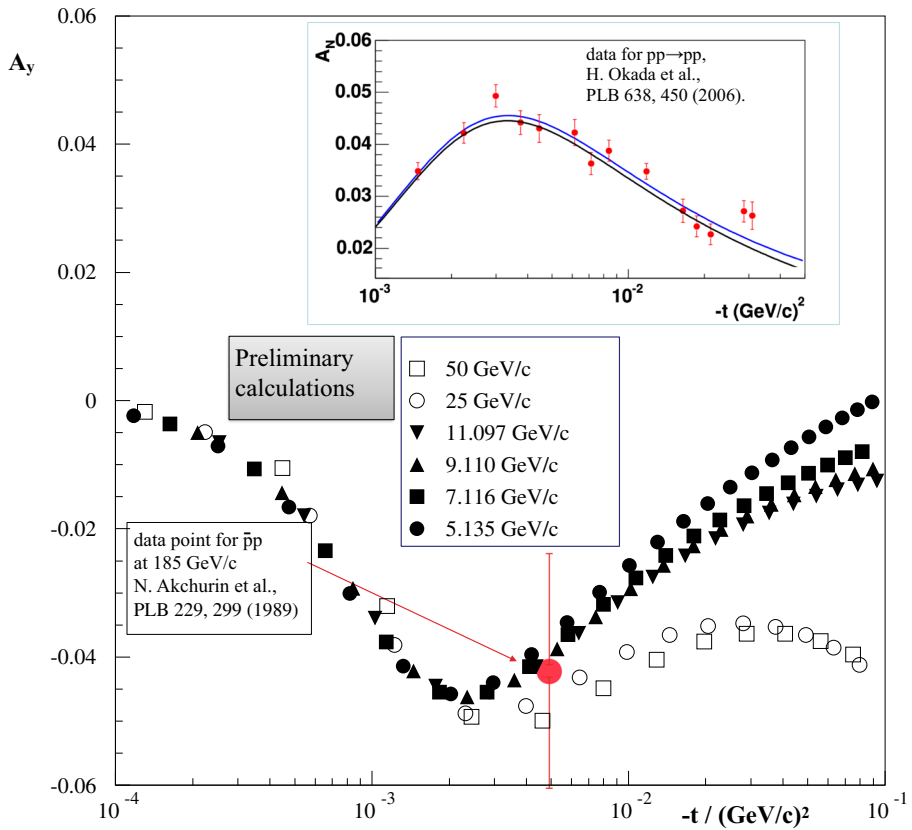 0.06
A_y
0.04
0.02
0
-0.02
-0.04
-0.06
10⁻⁴
10⁻³
10⁻²
10⁻¹
-t / (GeV/c)²
A_N
0.06
0.05
0.04
0.03
0.02
10⁻³
10⁻²
-t (GeV/c)²
data for pp→pp,
H. Okada et al.,
PLB 638, 450 (2006).
Preliminary
calculations
50 GeV/c
25 GeV/c
11.097 GeV/c
9.110 GeV/c
7.116 GeV/c
5.135 GeV/c
data point for p̄p
at 185 GeV/c
N. Akchurin et al.,
PLB 229, 299 (1989)